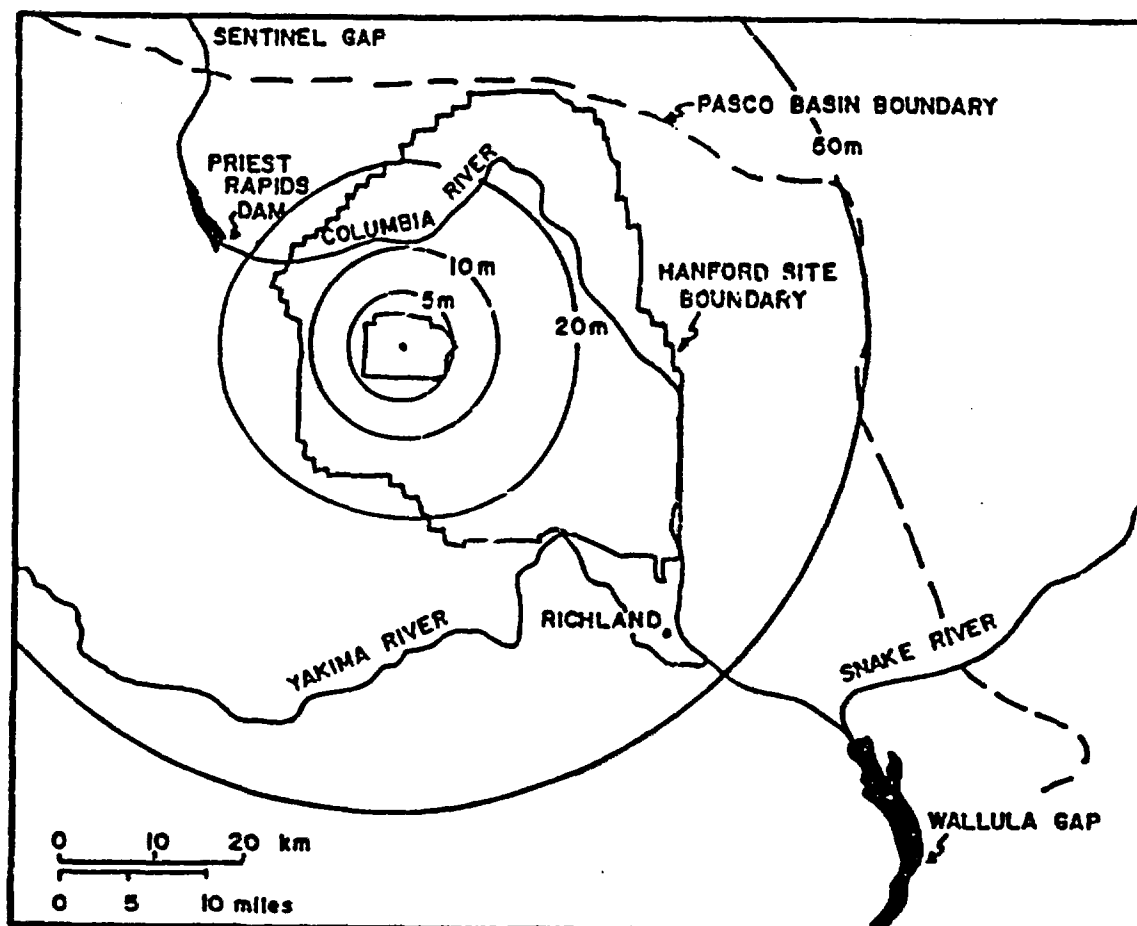 SENTINEL GAP
PASCO BASIN BOUNDARY
50m
PRIEST
RAPIDS
DAM
COLUMBIA RIVER
10m
5m
20m
HANFORD SITE
BOUNDARY
RICHLAND
YAKIMA RIVER
SNAKE RIVER
WALLULA GAP
0 10 20 km
0 5 10 miles